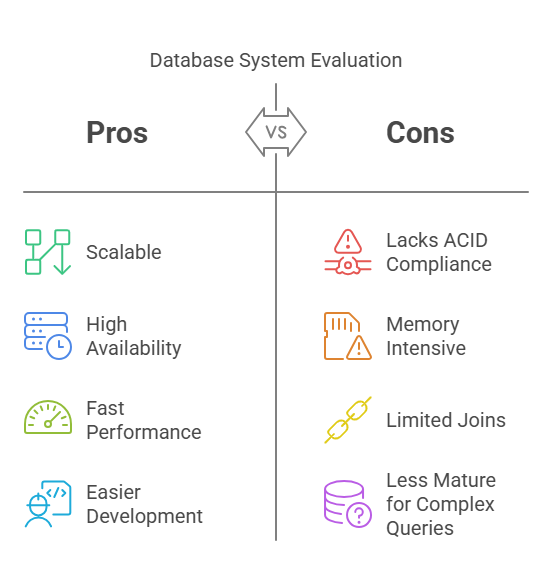 Database System Evaluation
Pros
VS
Cons
Scalable
High
Availability
Fast
Performance
Easier
Development
Lacks ACID
Compliance
Memory
Intensive
Limited Joins
Less Mature
for Complex
Queries